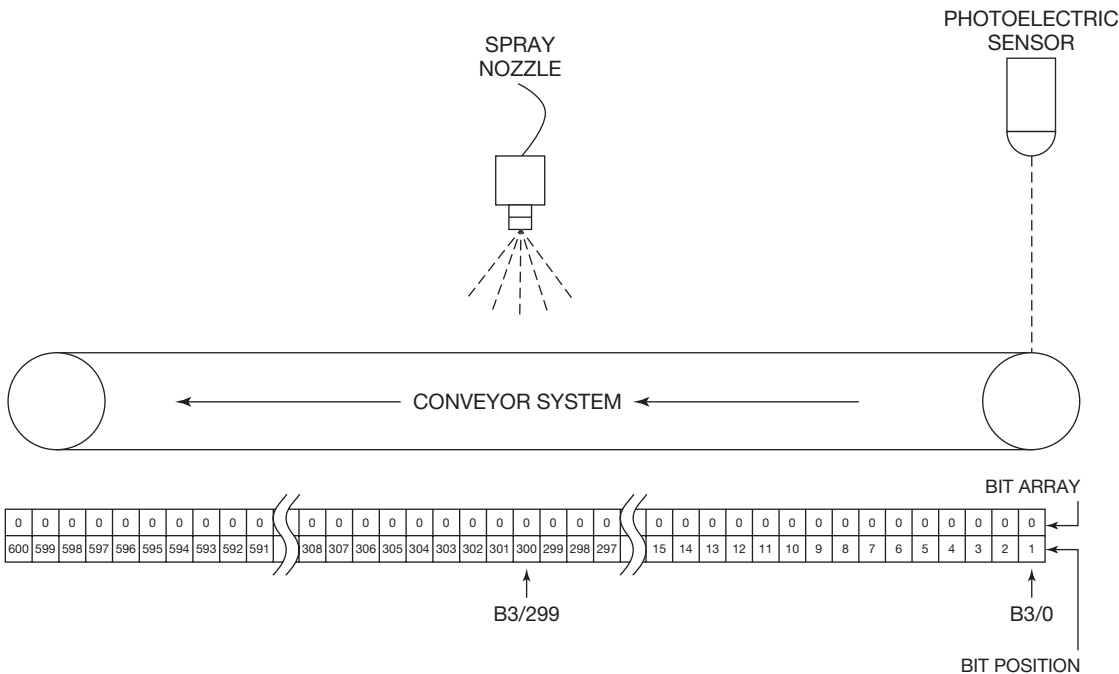 PHOTOELECTRIC
SENSOR
SPRAY
NOZZLE
CONVEYOR SYSTEM
BIT ARRAY
0 0 0 0 0 0 0 0 0 0 0 0 0 0 0 0 0 0 0 0 0 0 0 0 0 0 0 0 0 0 0 0 0 0 0 0 0
600 599 598 597 596 595 594 593 592 591 308 307 306 305 304 303 302 301 300 299 298 297 15 14 13 12 11 10 9 8 7 6 5 4 3 2 1
B3/299
B3/0
BIT POSITION